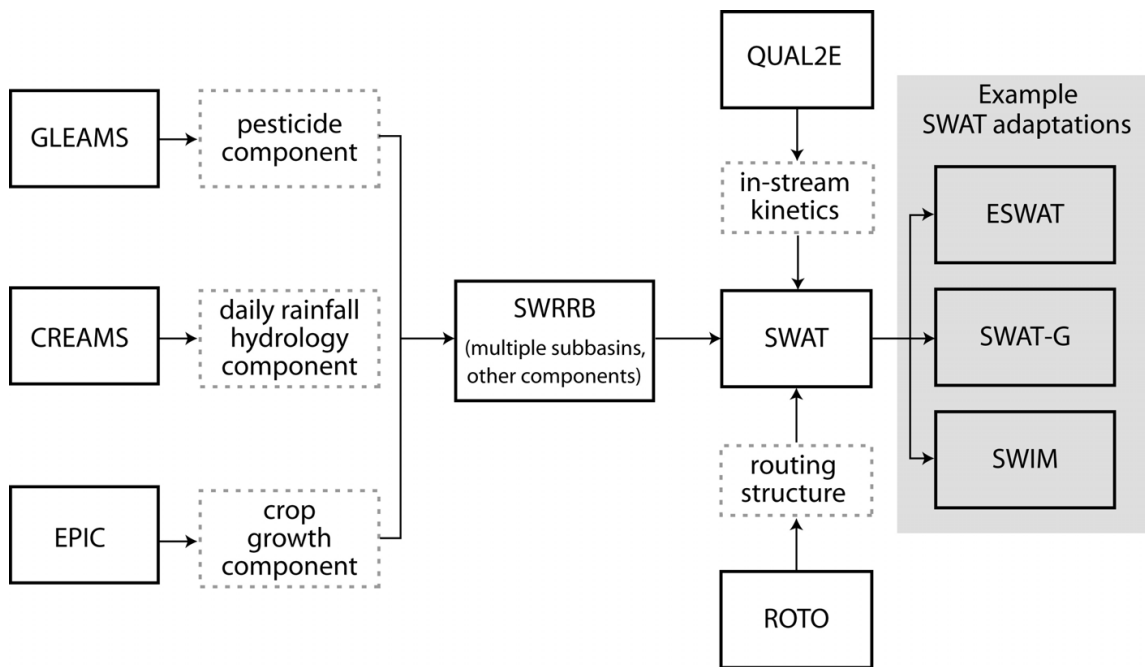 GLEAMS
pesticide
component
CREAMS
daily rainfall
hydrology
component
EPIC
crop
growth
component
SWRRB
(multiple subbasins,
other components)
QUAL2E
in-stream
kinetics
SWAT
routing
structure
ROTO
Example
SWAT adaptations
ESWAT
SWAT-G
SWIM